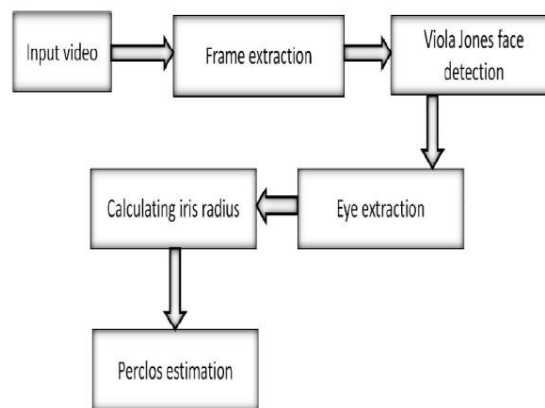 Input video
Frame extraction
Viola Jones face
detection
Eye extraction
Calculating iris radius
Perclos estimation